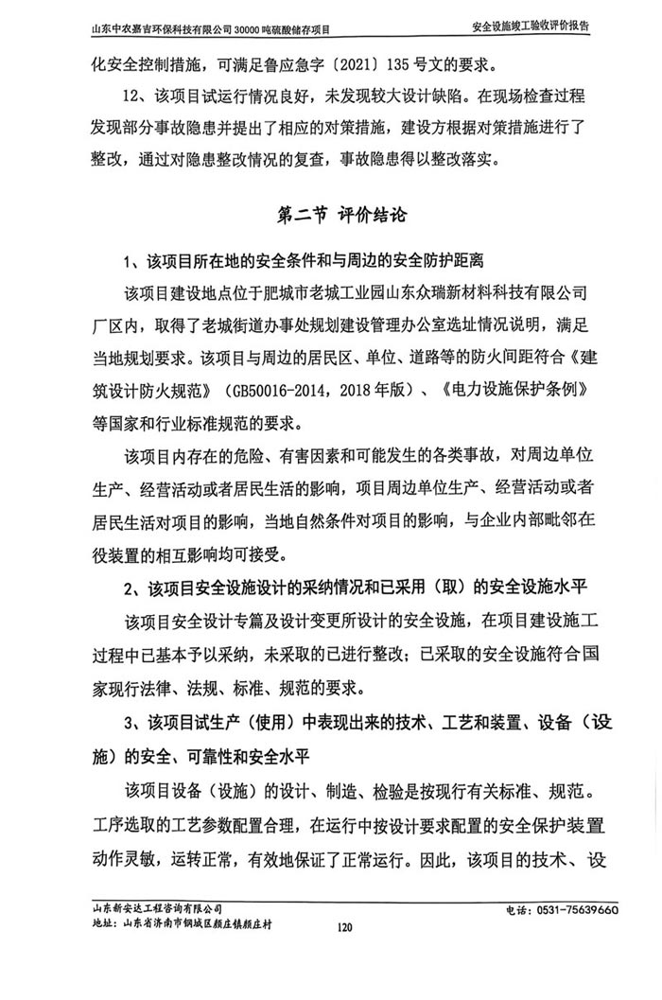 山东中农嘉吉环保科技有限公司 30000 吨硫酸储存项目 安全设施竣工验收评价报告
化安全控制措施，可满足鲁应急字〔2021〕135 号文的要求。
12、该项目试运行情况良好，未发现较大设计缺陷。在现场检查过程
发现部分事故隐患并提出了相应的对策措施，建设方根据对策措施进行了
整改，通过对隐患整改情况的复查，事故隐患得以整改落实。
第二节 评价结论
1、该项目所在地的安全条件和与周边的安全防护距离
该项目建设地点位于肥城市老城工业园山东众瑞新材料科技有限公司
厂区内，取得了老城街道办事处规划建设管理办公室选址情况说明，满足
当地规划要求。该项目与周边的居民区、单位、道路等的防火间距符合《建
筑设计防火规范》（GB50016-2014，2018 年版）、《电力设施保护条例》
等国家和行业标准规范的要求。
该项目内存在的危险、有害因素和可能发生的各类事故，对周边单位
生产、经营活动或者居民生活的影响，项目周边单位生产、经营活动或者
居民生活对项目的影响，当地自然条件对项目的影响，与企业内部毗邻在
役装置的相互影响均可接受。
2、该项目安全设施设计的采纳情况和已采用（取）的安全设施水平
该项目安全设计专篇及设计变更所设计的安全设施，在项目建设施工
过程中已基本予以采纳，未采取的已进行整改；已采取的安全设施符合国
家现行法律、法规、标准、规范的要求。
3、该项目试生产（使用）中表现出来的技术、工艺和装置、设备（设
施）的安全、可靠性和安全水平
该项目设备（设施）的设计、制造、检验是按现行有关标准、规范。
工序选取的工艺参数配置合理，在运行中按设计要求配置的安全保护装置
动作灵敏，运转正常，有效地保证了正常运行。因此，该项目的技术、设
山东新安达工程咨询有限公司 电话：0531-75639660
地址：山东省济南市钢城区颜庄镇颜庄村
120